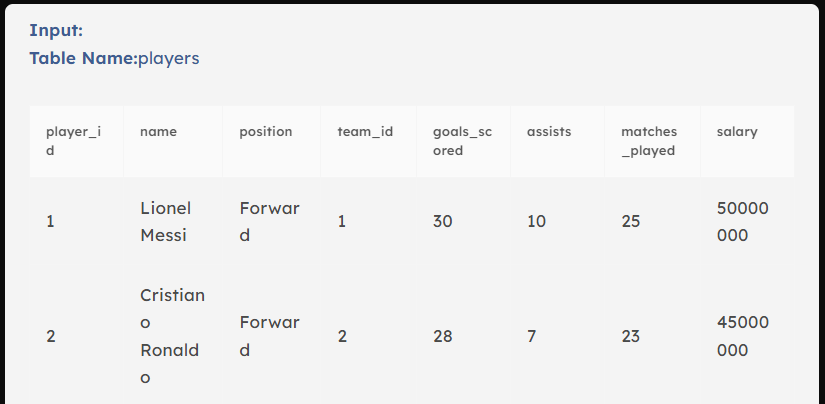 Input:
Table Name:players
player_i
d
name
position
team_id
goals_sc
ored
assists
matches
_played
salary
1
Lionel
Messi
Forwar
d
1
30
10
25
50000
000
2
Cristian
o
Ronald
o
Forwar
d
2
28
7
23
45000
000